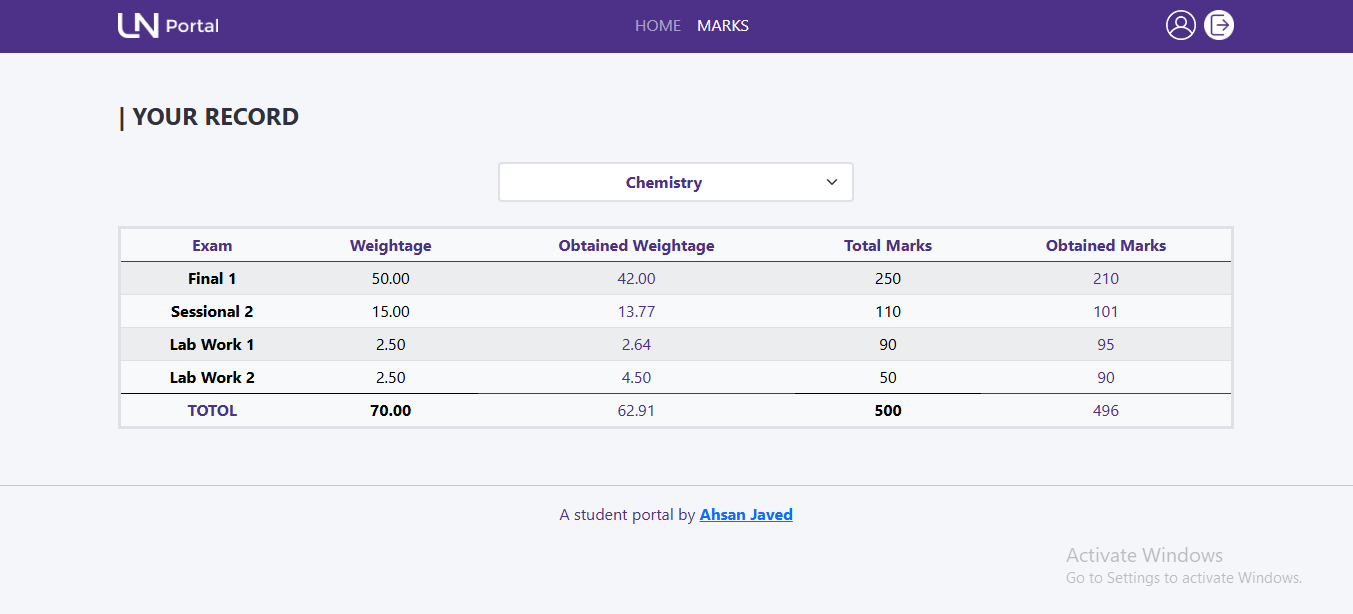 LN Portal
HOME MARKS
| YOUR RECORD
Chemistry
Exam Weightage Obtained Weightage Total Marks Obtained Marks
Final 1 50.00 42.00 250 210
Sessional 2 15.00 13.77 110 101
Lab Work 1 2.50 2.64 90 95
Lab Work 2 2.50 4.50 50 90
TOTOL 70.00 62.91 500 496
A student portal by Ahsan Javed
Activate Windows
Go to Settings to activate Windows.